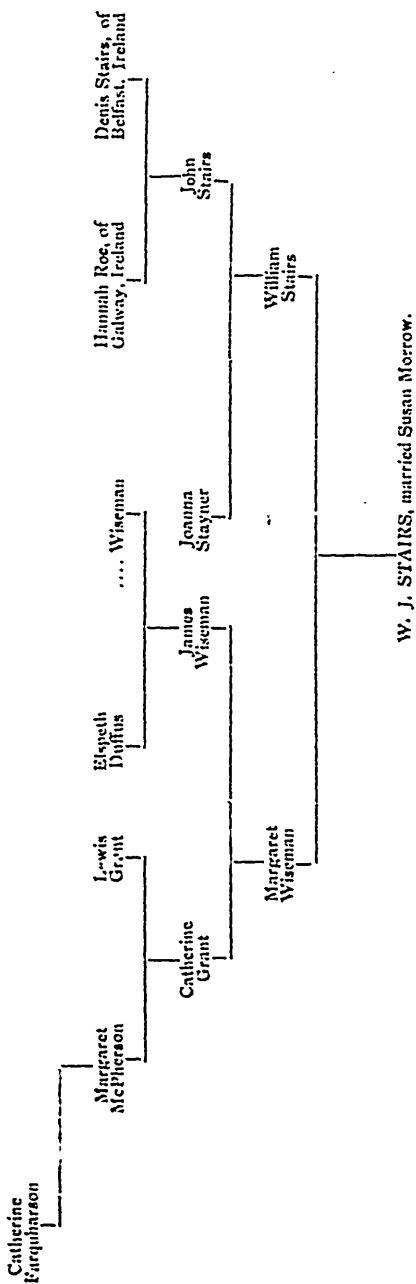 Catherine
Farquharson
Margaret
McPherson
Lewis
Grant
Elspeth
Duffus
.... Wiseman
Hannah Roe, of
Galway, Ireland
Denis Stairs, of
Belfast, Ireland
Catherine
Grant
James
Wiseman
Joanna
Stayner
John
Stairs
Margaret
Wiseman
William
Stairs
W. J. STAIRS, married Susan Morrow.